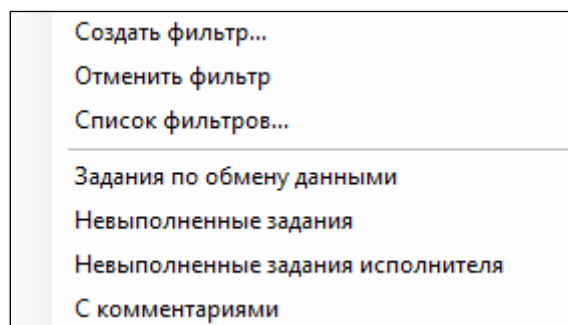 Создать фильтр...
Отменить фильтр
Список фильтров...
Задания по обмену данными
Невыполненные задания
Невыполненные задания исполнителя
С комментариями